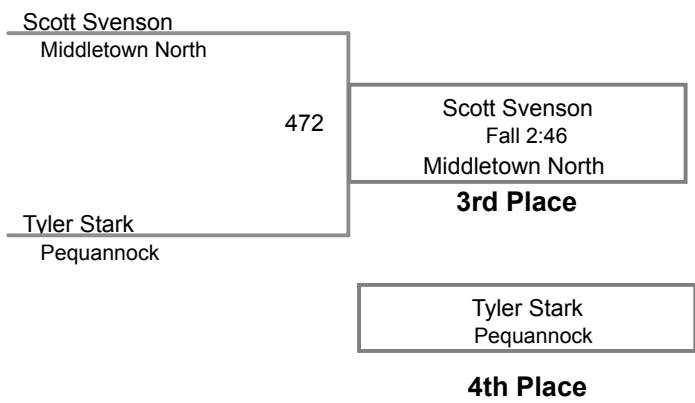 Scott Svenson
Middletown North
472
Scott Svenson
Fall 2:46
Middletown North
3rd Place
Tyler Stark
Pequannock
Tyler Stark
Pequannock
4th Place